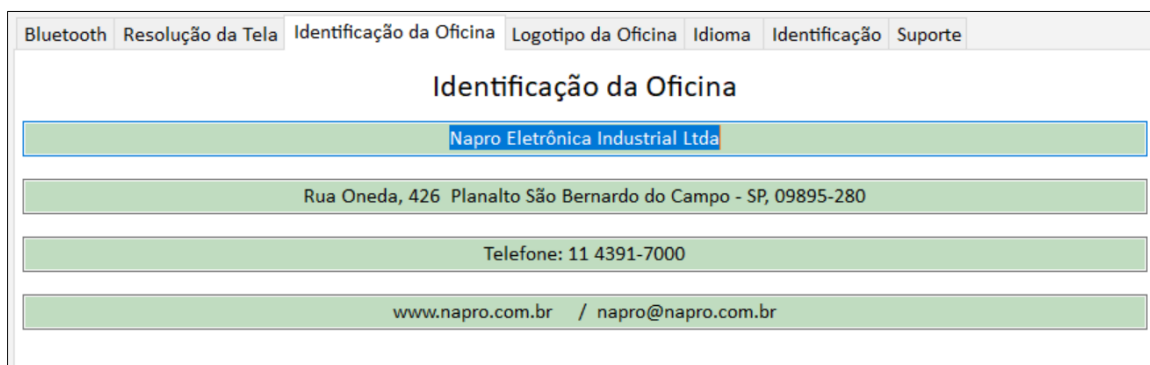 Bluetooth Resolução da Tela Identificação da Oficina Logotipo da Oficina Idioma Identificação Suporte
Identificação da Oficina
Napro Eletrônica Industrial Ltda
Rua Oneda, 426  Planalto São Bernardo do Campo - SP, 09895-280
Telefone: 11 4391-7000
www.napro.com.br / napro@napro.com.br